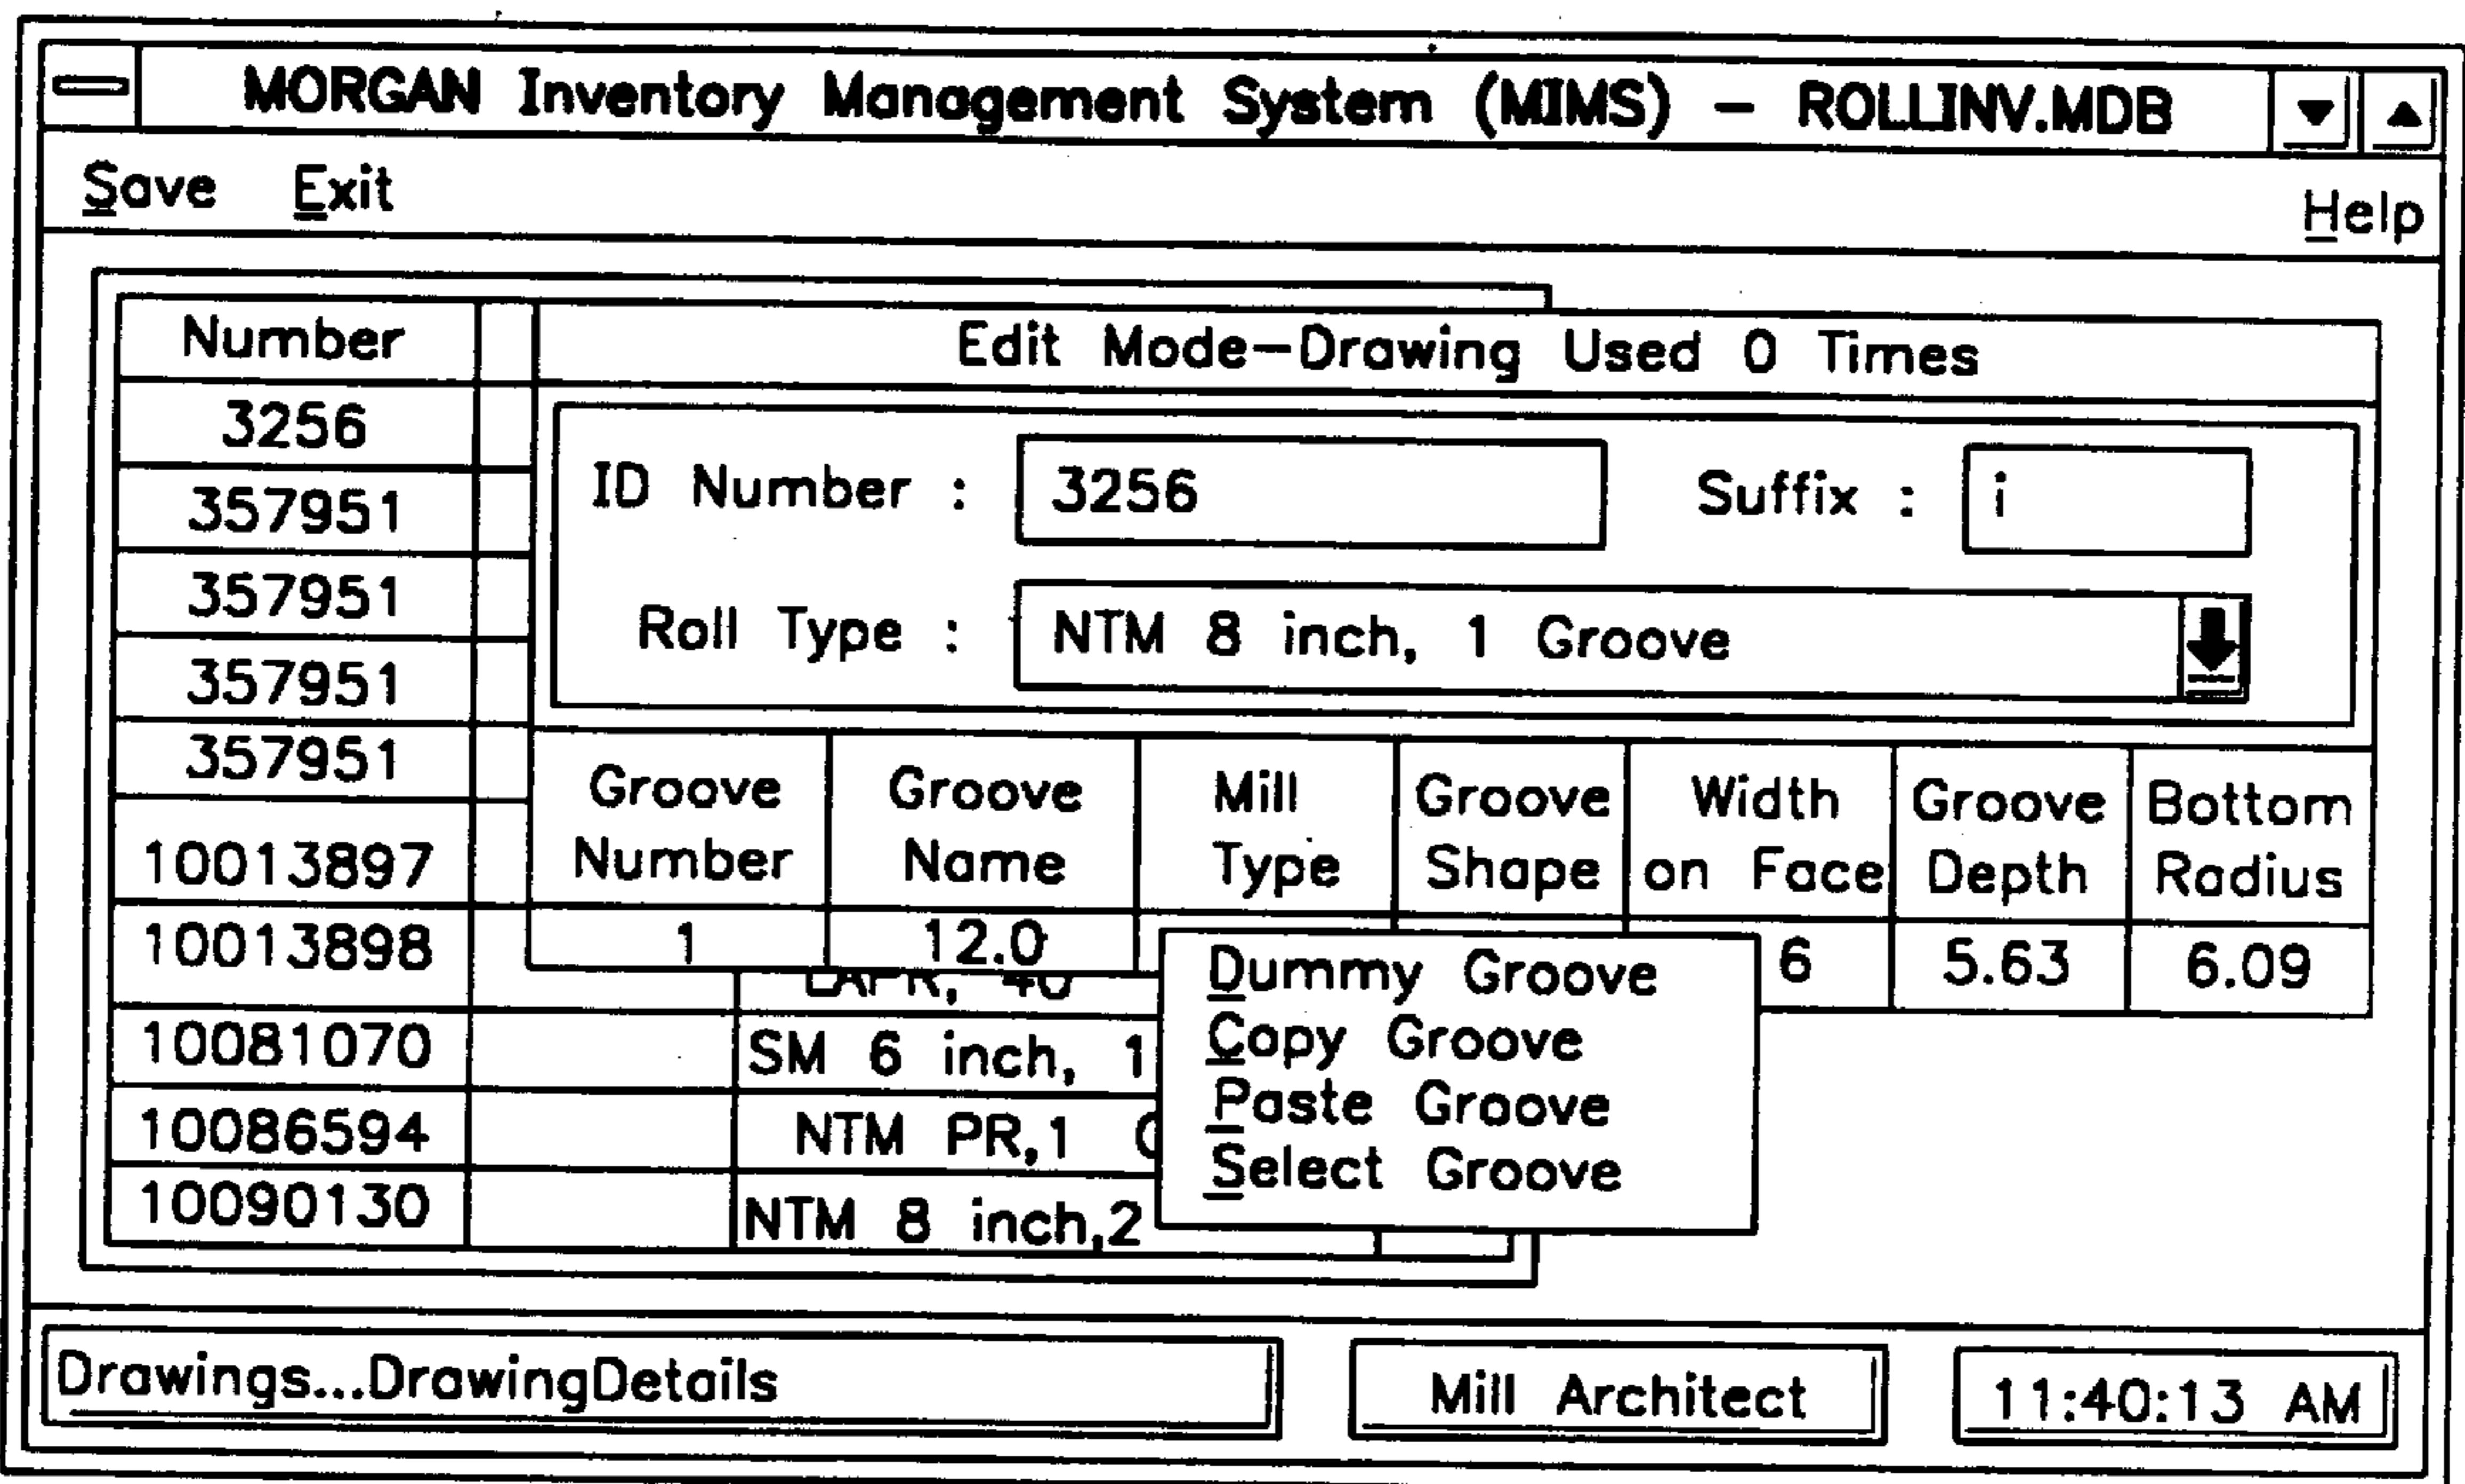 MORGAN Inventory Management System (MIMS) – ROLLINV.MDB
Save Exit Help
Number
Edit Mode–Drawing Used 0 Times
3256
357951
357951
357951
357951
10013897
10013898
10081070
10086594
10090130
ID Number : 3256 Suffix : i
Roll Type : NTM 8 inch, 1 Groove
Groove Number
Groove Name
Mill Type
Groove Shape
Width on Face
Groove Depth
Bottom Radius
1 12.0 6 5.63 6.09
SM 6 inch, 1
NTM PR,1
NTM 8 inch,2
Dummy Groove
Copy Groove
Paste Groove
Select Groove
Drawings...DrawingDetails
Mill Architect
11:40:13 AM